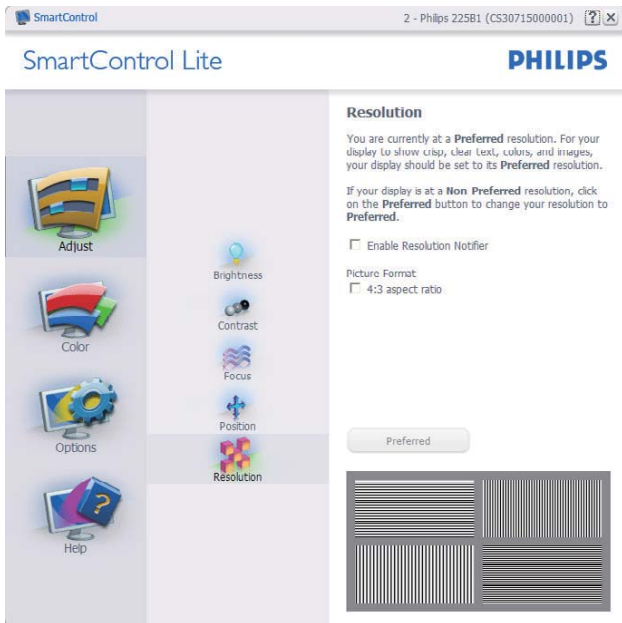 SmartControl
2 - Philips 225B1 (CS30715000001)
SmartControl Lite
PHILIPS
Adjust
Color
Options
Help
Brightness
Contrast
Focus
Position
Resolution
Resolution
You are currently at a Preferred resolution. For your
display to show crisp, clear text, colors, and images,
your display should be set to its Preferred resolution.
If your display is at a Non Preferred resolution, click
on the Preferred button to change your resolution to
Preferred.
Enable Resolution Notifier
Picture Format
4:3 aspect ratio
Preferred